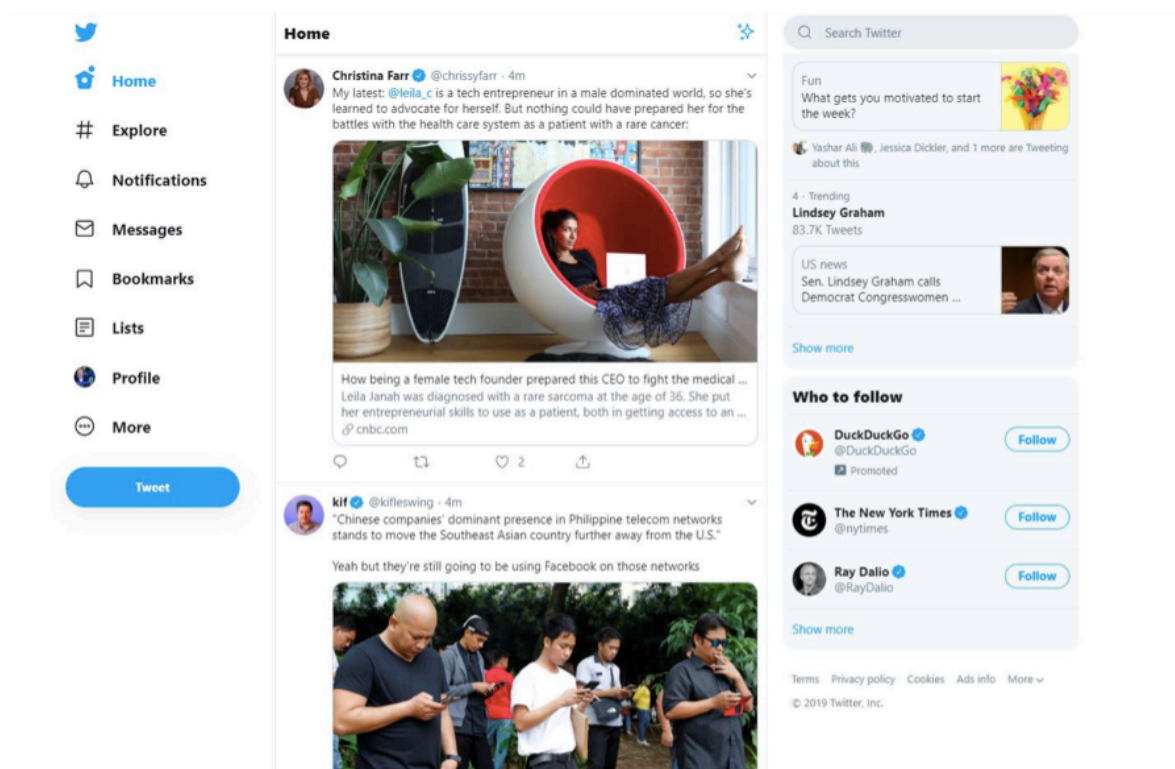 Home
Explore
Notifications
Messages
Bookmarks
Lists
Profile
More
Tweet
Home
Christina Farr @chrissyfarr · 4m
My latest: @leila_c is a tech entrepreneur in a male dominated world, so she's
learned to advocate for herself. But nothing could have prepared her for the
battles with the health care system as a patient with a rare cancer:
How being a female tech founder prepared this CEO to fight the medical ...
Leila Janah was diagnosed with a rare sarcoma at the age of 36. She put
her entrepreneurial skills to use as a patient, both in getting access to an ...
cnbc.com
2
kif @kifleswing · 4m
"Chinese companies' dominant presence in Philippine telecom networks
stands to move the Southeast Asian country further away from the U.S."
Yeah but they're still going to be using Facebook on those networks
Search Twitter
Fun
What gets you motivated to start
the week?
Yashar Ali, Jessica Dickler, and 1 more are Tweeting
about this
4 · Trending
Lindsey Graham
83.7K Tweets
US news
Sen. Lindsey Graham calls
Democrat Congresswomen ...
Show more
Who to follow
DuckDuckGo
@DuckDuckGo
Follow
Promoted
The New York Times
@nytimes
Follow
Ray Dalio
@RayDalio
Follow
Show more
Terms Privacy policy Cookies Ads info More
© 2019 Twitter, Inc.